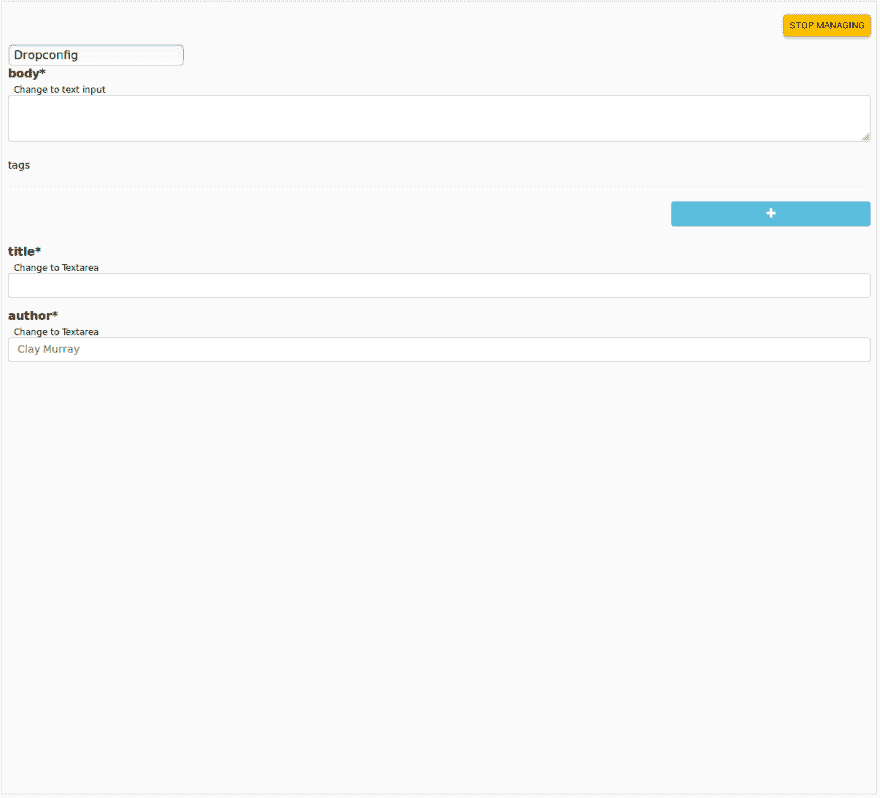 STOP MANAGING
Dropconfig
body*
Change to text input
tags
+
title*
Change to Textarea
author*
Change to Textarea
Clay Murray